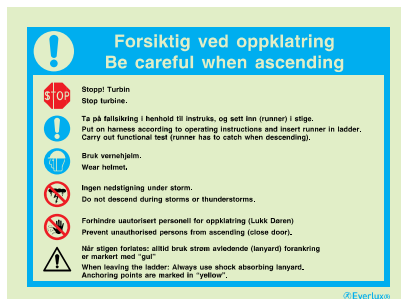 Forsiktig ved oppklatring
Be careful when ascending
STOP
Stopp! Turbin
Stop turbine.
Ta på fallsikring i henhold til instruks, og sett inn (runner) i stige.
Put on harness according to operating instructions and insert runner in ladder.
Carry out functional test (runner has to catch when descending).
Bruk vernehjelm.
Wear helmet.
Ingen nedstigning under storm.
Do not descend during storms or thunderstorms.
Forhindre uautorisert personell for oppklatring (Lukk Døren)
Prevent unauthorised persons from ascending (close door).
Når stigen forlates: alltid bruk strøm avledende (lanyard) forankring
er markert med "gul"
When leaving the ladder: Always use shock absorbing lanyard.
Anchoring points are marked in "yellow".
Everlux